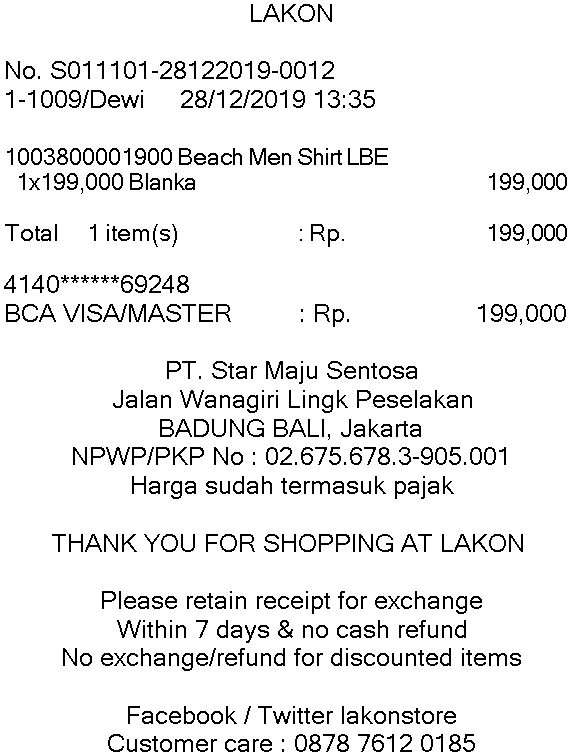 LAKON
No. S011101-28122019-0012
1-1009/Dewi 28/12/2019 13:35
1003800001900 Beach Men Shirt LBE
1x199,000 Blanka 199,000
Total 1 item(s) : Rp. 199,000
4140******69248
BCA VISA/MASTER : Rp. 199,000
PT. Star Maju Sentosa
Jalan Wanagiri Lingk Peselakan
BADUNG BALI, Jakarta
NPWP/PKP No : 02.675.678.3-905.001
Harga sudah termasuk pajak
THANK YOU FOR SHOPPING AT LAKON
Please retain receipt for exchange
Within 7 days & no cash refund
No exchange/refund for discounted items
Facebook / Twitter lakonstore
Customer care : 0878 7612 0185